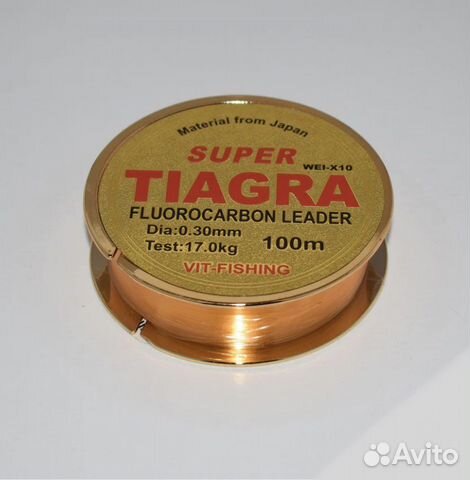 Material from Japan
SUPER
WEI-X10
TIAGRA
FLUOROCARBON LEADER
Dia:0.30mm
Test:17.0kg 100m
VIT-FISHING
Avito